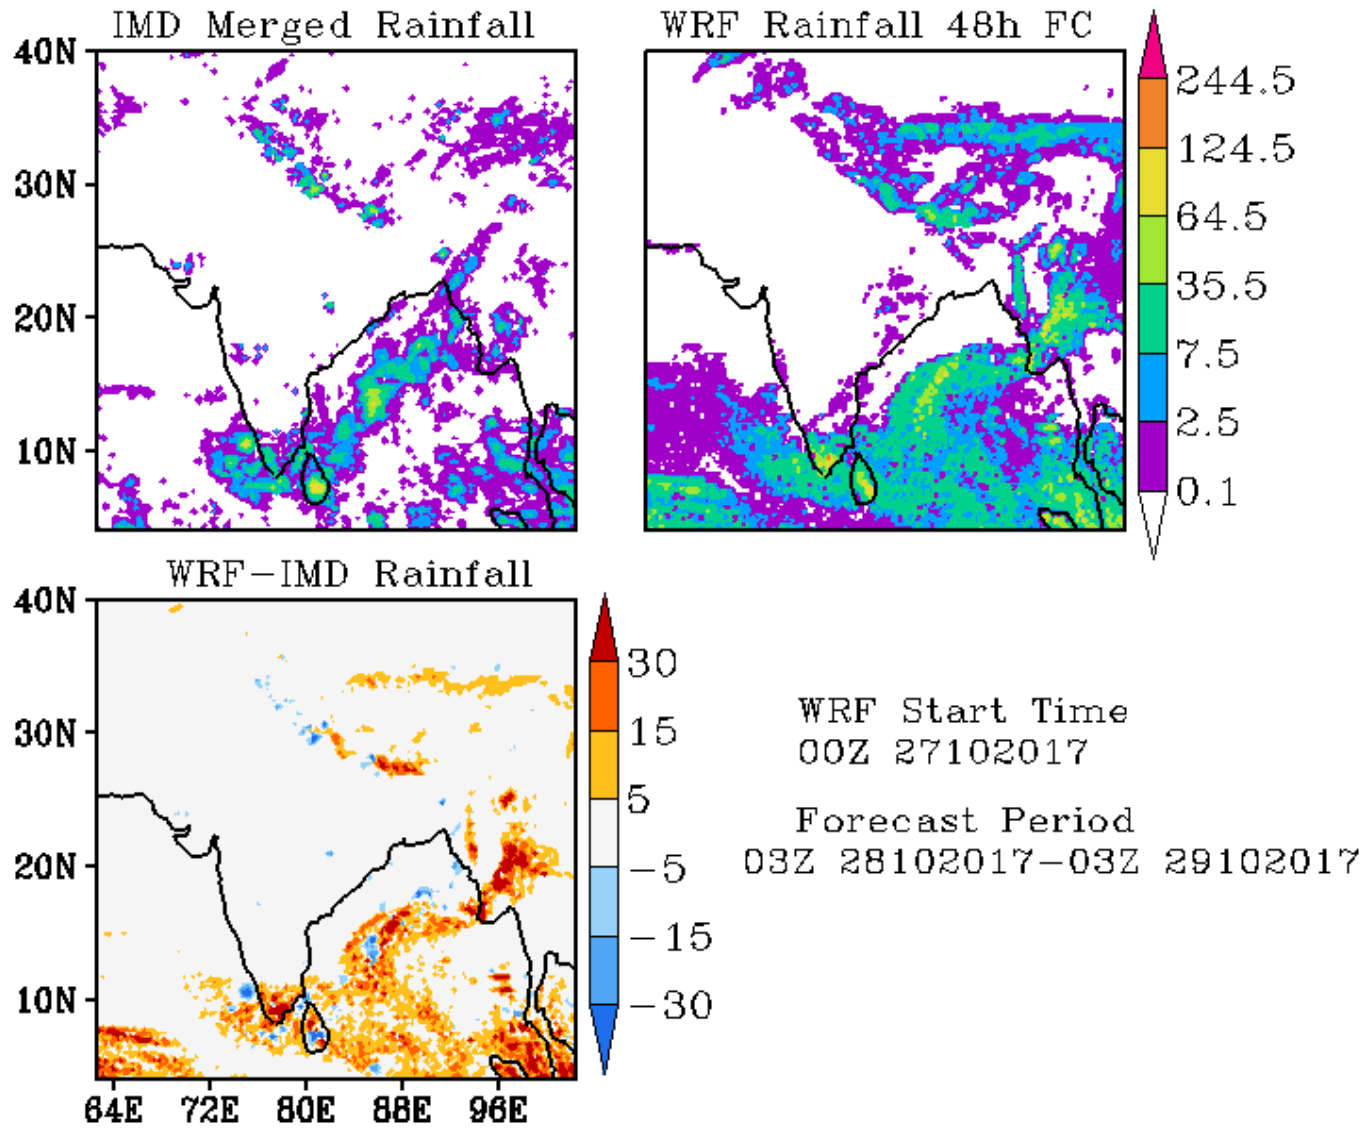 IMD Merged Rainfall
WRF Rainfall 48h FC
40N
30N
20N
10N
244.5
124.5
64.5
35.5
7.5
2.5
0.1
WRF-IMD Rainfall
40N
30N
20N
10N
64E 72E 80E 88E 96E
30
15
5
-5
-15
-30
WRF Start Time
00Z 27102017
Forecast Period
03Z 28102017-03Z 29102017